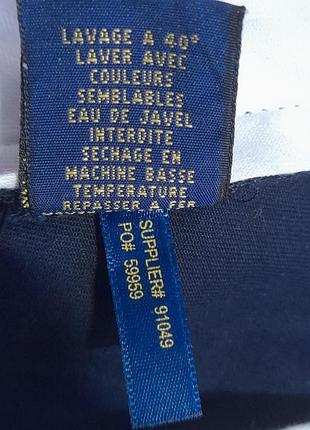 LAVAGE A 40°
LAVER AVEC
COULEURS
SEMBLABLES
EAU DE JAVEL
INTERDITE
SECHAGE EN
MACHINE BASSE
TEMPERATURE
REPASSER A FER
SUPPLIER# 91049
PO# 59959